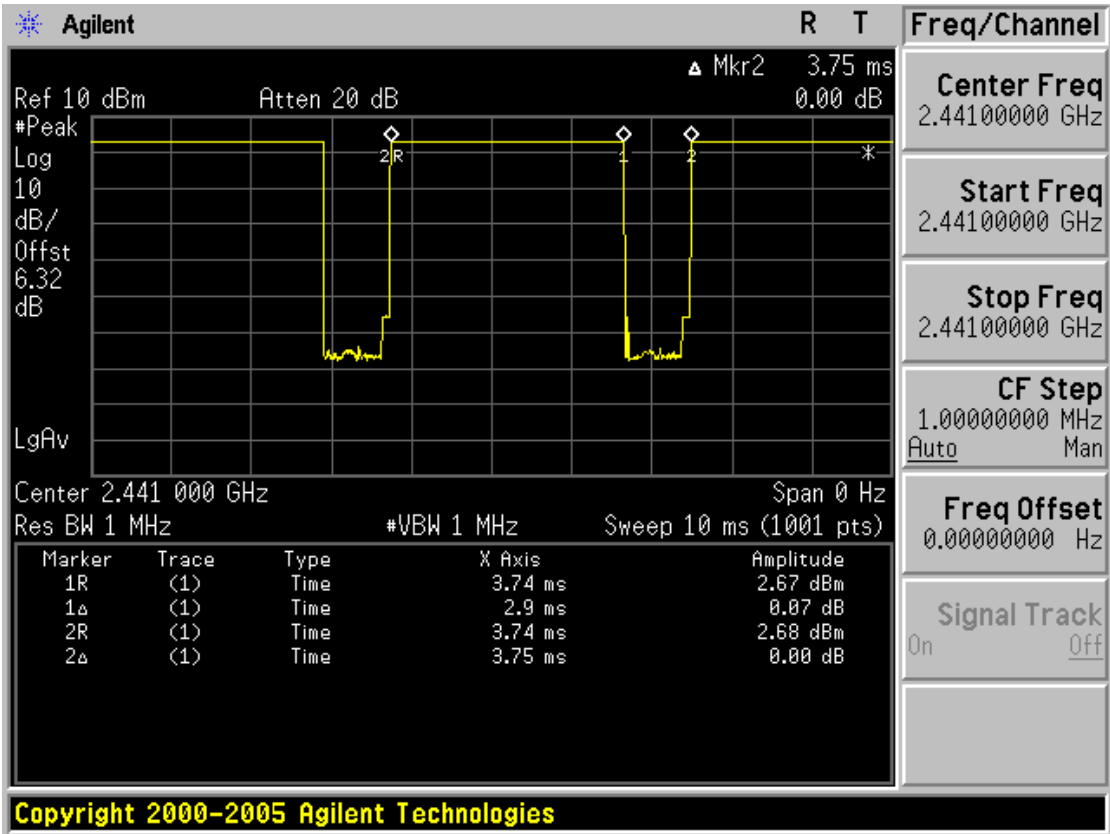 Agilent R T
Freq/Channel
▵ Mkr2 3.75 ms
Ref 10 dBm Atten 20 dB 0.00 dB
#Peak
Log
10
dB/
Offst
6.32
dB
LgAv
2R
1
2
*
Center 2.441 000 GHz Span 0 Hz
Res BW 1 MHz #VBW 1 MHz Sweep 10 ms (1001 pts)
Marker Trace Type X Axis Amplitude
1R (1) Time 3.74 ms 2.67 dBm
1▵ (1) Time 2.9 ms 0.07 dB
2R (1) Time 3.74 ms 2.68 dBm
2▵ (1) Time 3.75 ms 0.00 dB
Center Freq
2.44100000 GHz
Start Freq
2.44100000 GHz
Stop Freq
2.44100000 GHz
CF Step
1.00000000 MHz
Auto Man
Freq Offset
0.00000000 Hz
Signal Track
On Off
Copyright 2000-2005 Agilent Technologies